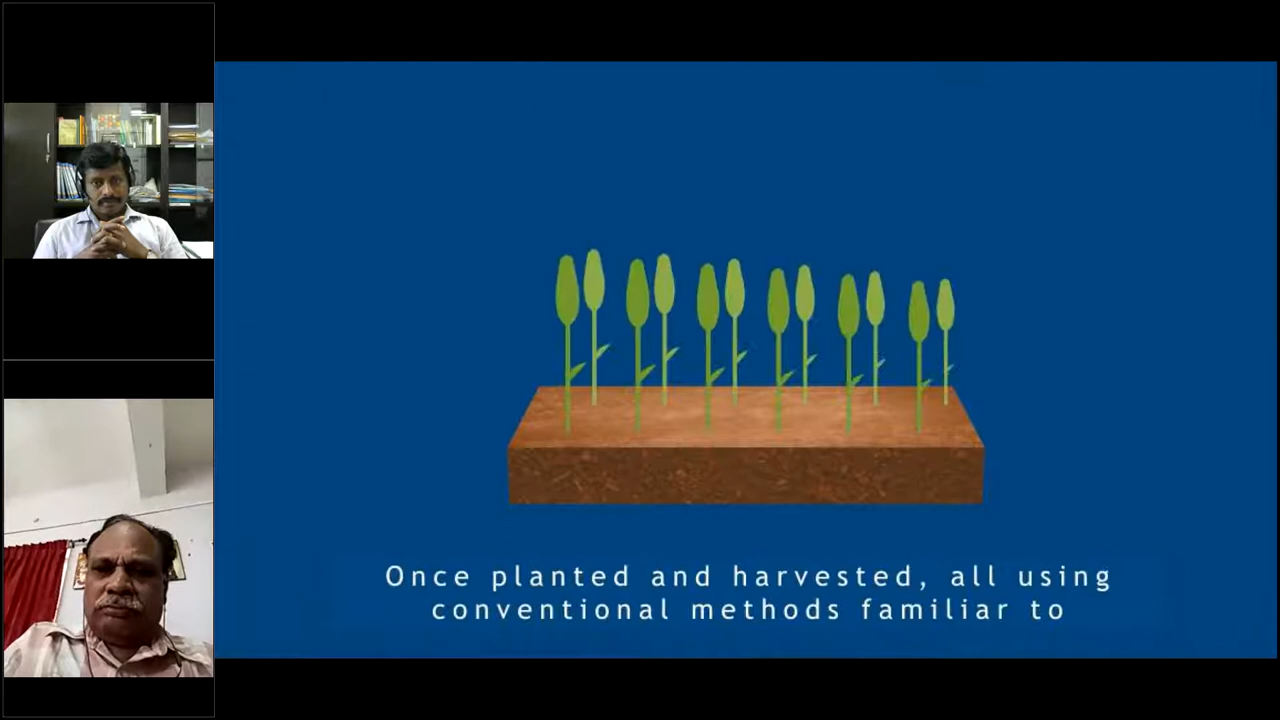 Once planted and harvested, all using
conventional methods familiar to